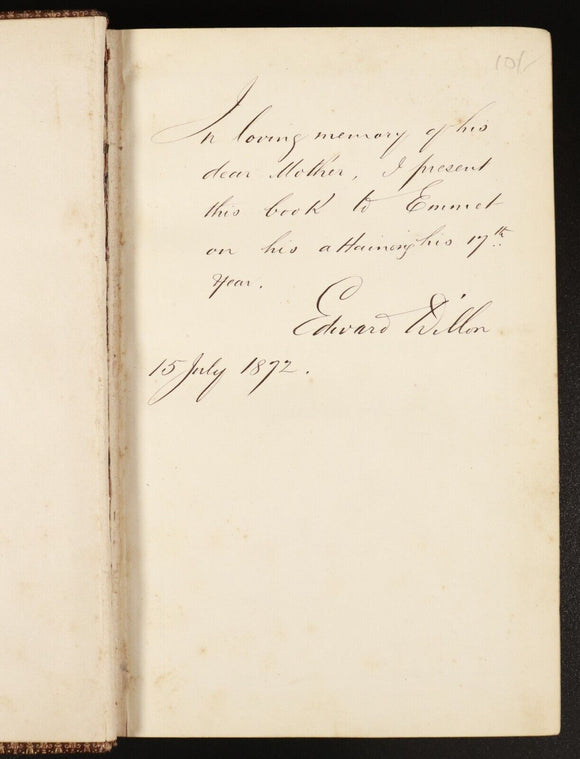 10/-
In loving memory of his
dear Mother, I present
this book to Emmet
on his attaining his 17th
Year.
Edward Dillon
15 July 1872.